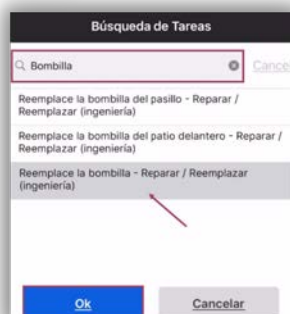 Búsqueda de Tareas
Bombilla
Cance
Reemplace la bombilla del pasillo - Reparar /
Reemplazar (ingeniería)
Reemplace la bombilla del patio delantero - Reparar /
Reemplazar (ingeniería)
Reemplace la bombilla - Reparar / Reemplazar
(ingeniería)
Ok
Cancelar